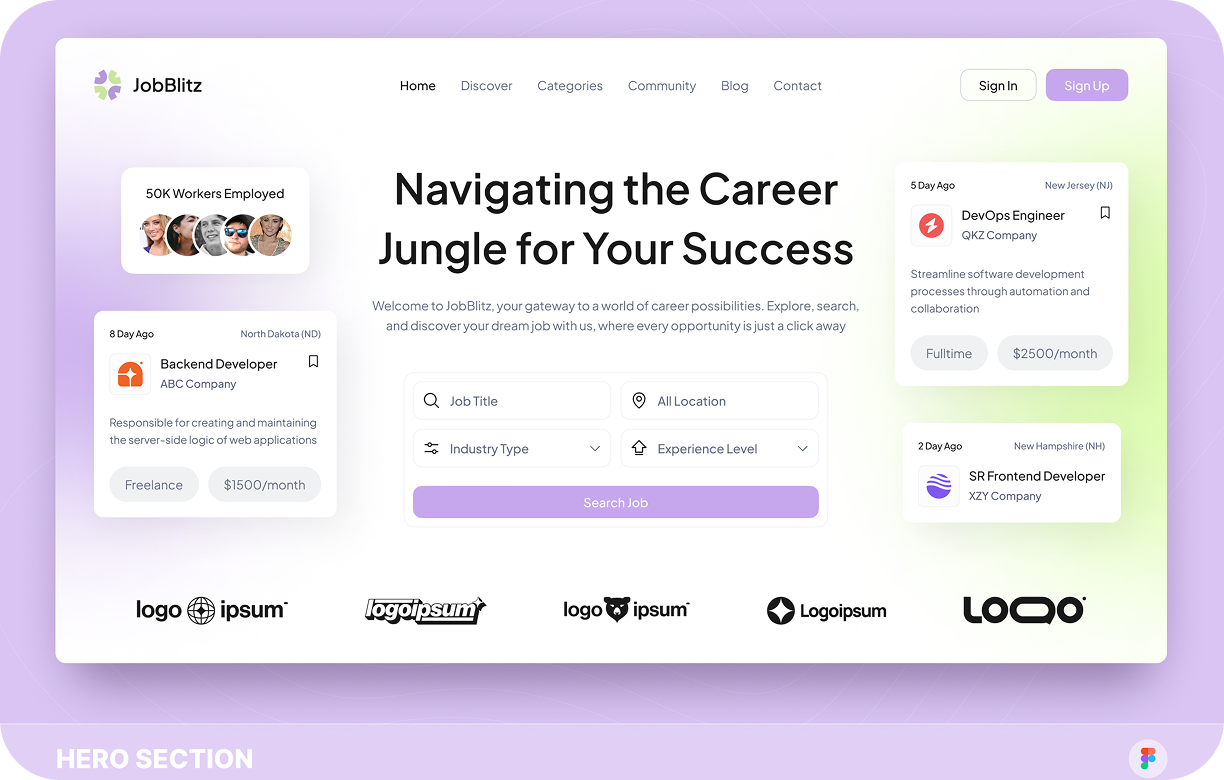 JobBlitz
Home
Discover
Categories
Community
Blog
Contact
Sign In
Sign Up
50K Workers Employed
8 Day Ago
North Dakota (ND)
Backend Developer
ABC Company
Responsible for creating and maintaining
the server-side logic of web applications
Freelance
$1500/month
Navigating the Career
Jungle for Your Success
Welcome to JobBlitz, your gateway to a world of career possibilities. Explore, search,
and discover your dream job with us, where every opportunity is just a click away
Job Title
All Location
Industry Type
Experience Level
Search Job
5 Day Ago
New Jersey (NJ)
DevOps Engineer
QKZ Company
Streamline software development
processes through automation and
collaboration
Fulltime
$2500/month
2 Day Ago
New Hampshire (NH)
SR Frontend Developer
XZY Company
logo ipsum
logoipsum
logo ipsum
Logoipsum
LOQO
HERO SECTION